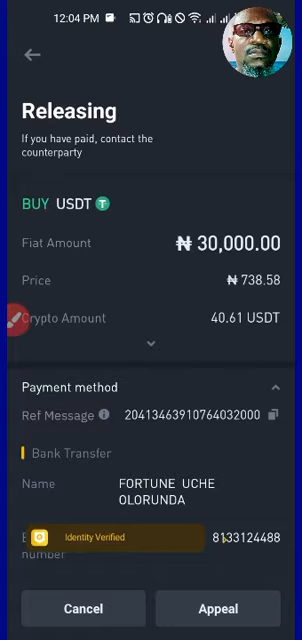 12:04 PM
Releasing
If you have paid, contact the
counterparty
BUY USDT
Fiat Amount ₦ 30,000.00
Price ₦ 738.58
Crypto Amount 40.61 USDT
Payment method
Ref Message 20413463910764032000
Bank Transfer
Name FORTUNE UCHE
OLORUNDA
Identity Verified 8133124488
number
Cancel Appeal